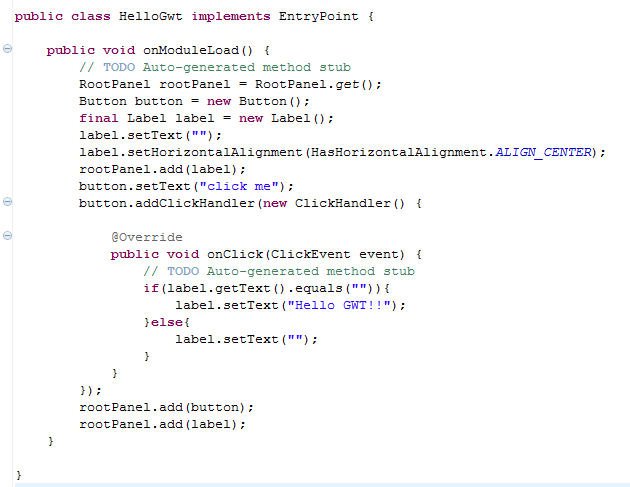 public class HelloGwt implements EntryPoint {
public void onModuleLoad() {
// TODO Auto-generated method stub
RootPanel rootPanel = RootPanel.get();
Button button = new Button();
final Label label = new Label();
label.setText("");
label.setHorizontalAlignment(HasHorizontalAlignment.ALIGN_CENTER);
rootPanel.add(label);
button.setText("click me");
button.addClickHandler(new ClickHandler() {
@Override
public void onClick(ClickEvent event) {
// TODO Auto-generated method stub
if(label.getText().equals("")){
label.setText("Hello GWT!!");
}else{
label.setText("");
}
}
});
rootPanel.add(button);
rootPanel.add(label);
}
}